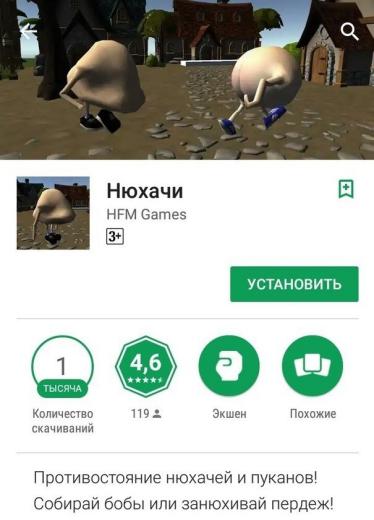 Нюхачи
HFM Games
3+
УСТАНОВИТЬ
1
ТЫСЯЧА
4,6
Количество
скачиваний
119
Экшен
Похожие
Противостояние нюхачей и пуканов!
Собирай бобы или занюхивай пердеж!